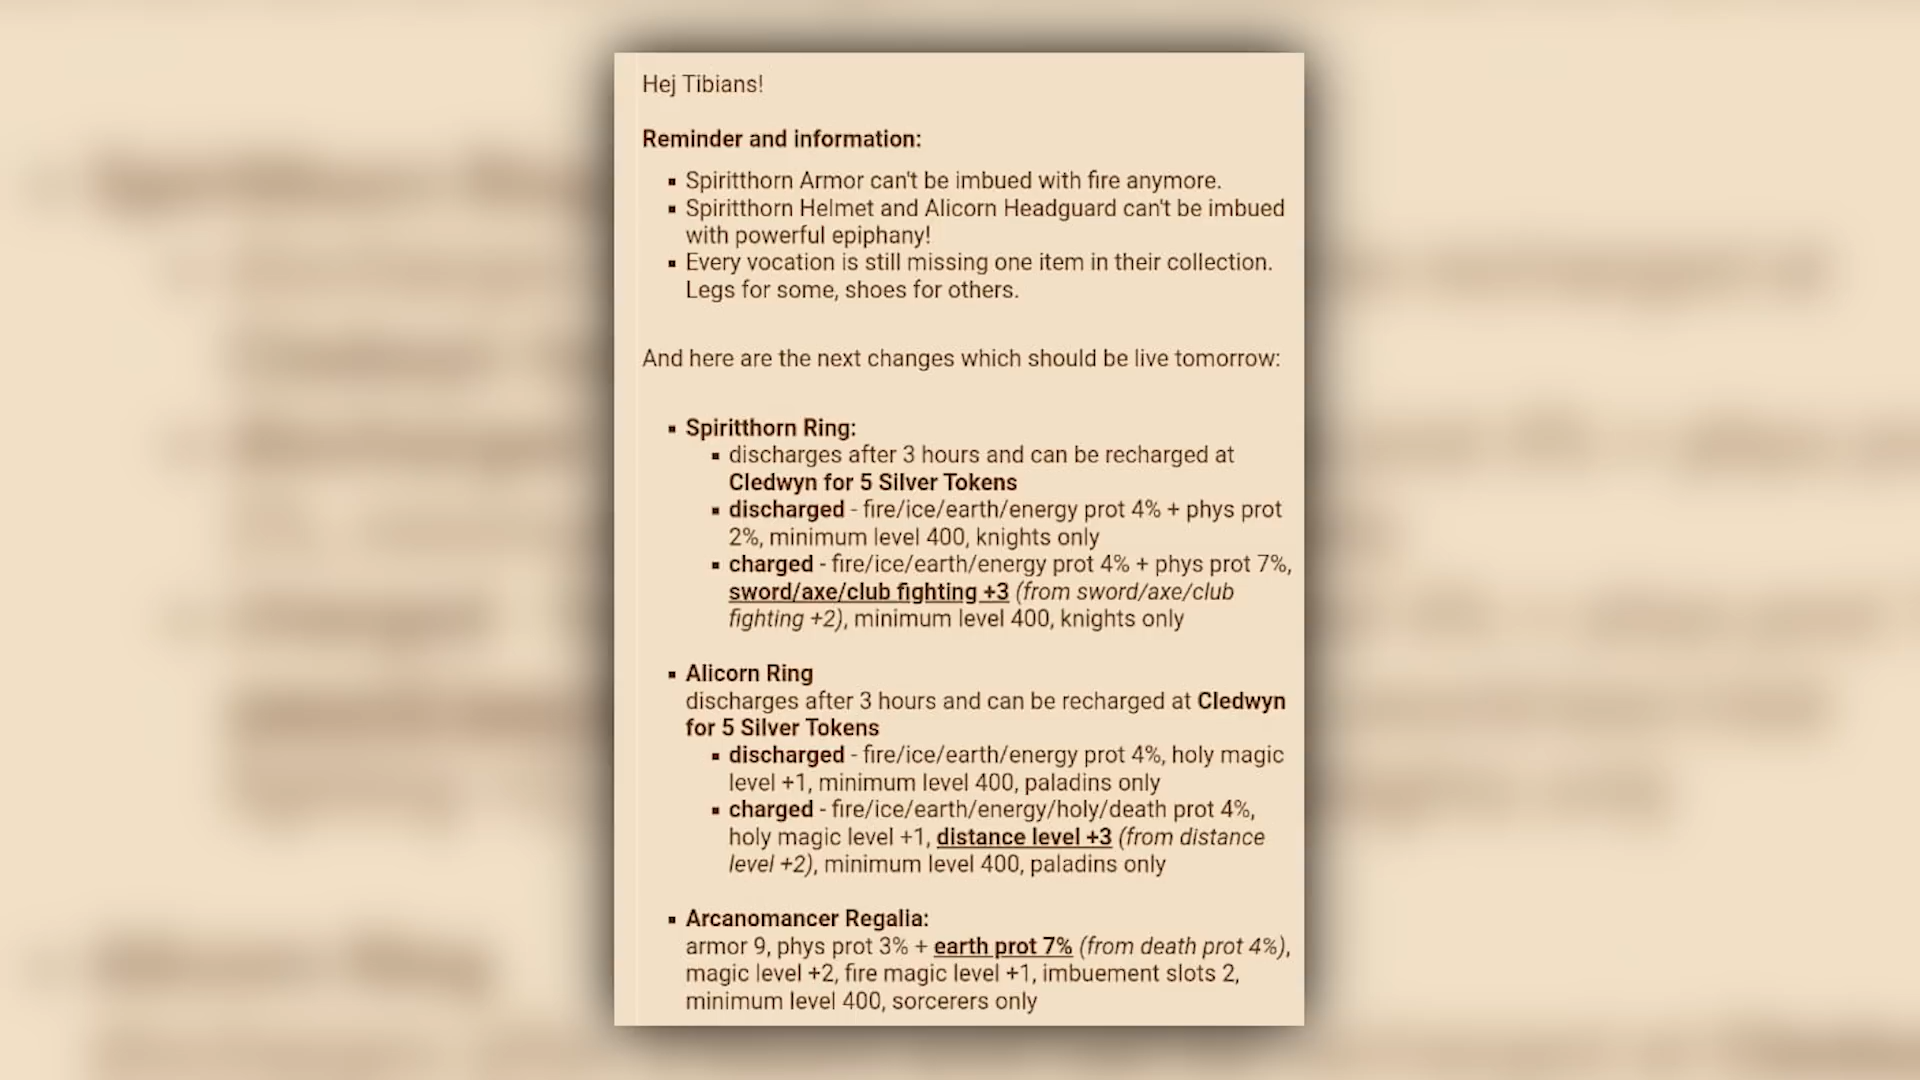 Hej Tibians!
Reminder and information:
▪ Spiritthorn Armor can't be imbued with fire anymore.
▪ Spiritthorn Helmet and Alicorn Headguard can't be imbued
with powerful epiphany!
▪ Every vocation is still missing one item in their collection.
Legs for some, shoes for others.
And here are the next changes which should be live tomorrow:
▪ Spiritthorn Ring:
▪ discharges after 3 hours and can be recharged at
Cledwyn for 5 Silver Tokens
▪ discharged - fire/ice/earth/energy prot 4% + phys prot
2%, minimum level 400, knights only
▪ charged - fire/ice/earth/energy prot 4% + phys prot 7%,
sword/axe/club fighting +3 (from sword/axe/club
fighting +2), minimum level 400, knights only
▪ Alicorn Ring
discharges after 3 hours and can be recharged at Cledwyn
for 5 Silver Tokens
▪ discharged - fire/ice/earth/energy prot 4%, holy magic
level +1, minimum level 400, paladins only
▪ charged - fire/ice/earth/energy/holy/death prot 4%,
holy magic level +1, distance level +3 (from distance
level +2), minimum level 400, paladins only
▪ Arcanomancer Regalia:
armor 9, phys prot 3% + earth prot 7% (from death prot 4%),
magic level +2, fire magic level +1, imbuement slots 2,
minimum level 400, sorcerers only